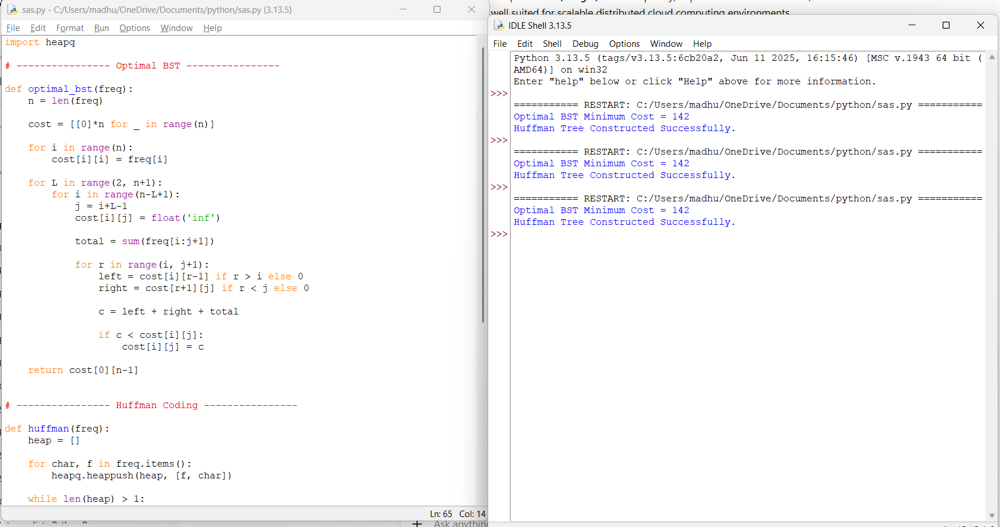 sas.py - C:/Users/madhu/OneDrive/Documents/python/sas.py (3.13.5)
File Edit Format Run Options Window Help
import heapq
# ---------------- Optimal BST ----------------
def optimal_bst(freq):
    n = len(freq)
    cost = [[0]*n for _ in range(n)]
    for i in range(n):
        cost[i][i] = freq[i]
    for L in range(2, n+1):
        for i in range(n-L+1):
            j = i+L-1
            cost[i][j] = float('inf')
            total = sum(freq[i:j+1])
            for r in range(i, j+1):
                left = cost[i][r-1] if r > i else 0
                right = cost[r+1][j] if r < j else 0
                c = left + right + total
                if c < cost[i][j]:
                    cost[i][j] = c
    return cost[0][n-1]
# ---------------- Huffman Coding ----------------
def huffman(freq):
    heap = []
    for char, f in freq.items():
        heapq.heappush(heap, [f, char])
    while len(heap) > 1:
Ln: 65 Col: 14
Ask anything
well suited for scalable distributed cloud computing environments
IDLE Shell 3.13.5
File Edit Shell Debug Options Window Help
Python 3.13.5 (tags/v3.13.5:6cb20a2, Jun 11 2025, 16:15:46) [MSC v.1943 64 bit (
AMD64)] on win32
Enter "help" below or click "Help" above for more information.
>>>
=========== RESTART: C:/Users/madhu/OneDrive/Documents/python/sas.py ===========
Optimal BST Minimum Cost = 142
Huffman Tree Constructed Successfully.
>>>
=========== RESTART: C:/Users/madhu/OneDrive/Documents/python/sas.py ===========
Optimal BST Minimum Cost = 142
Huffman Tree Constructed Successfully.
>>>
=========== RESTART: C:/Users/madhu/OneDrive/Documents/python/sas.py ===========
Optimal BST Minimum Cost = 142
Huffman Tree Constructed Successfully.
>>>